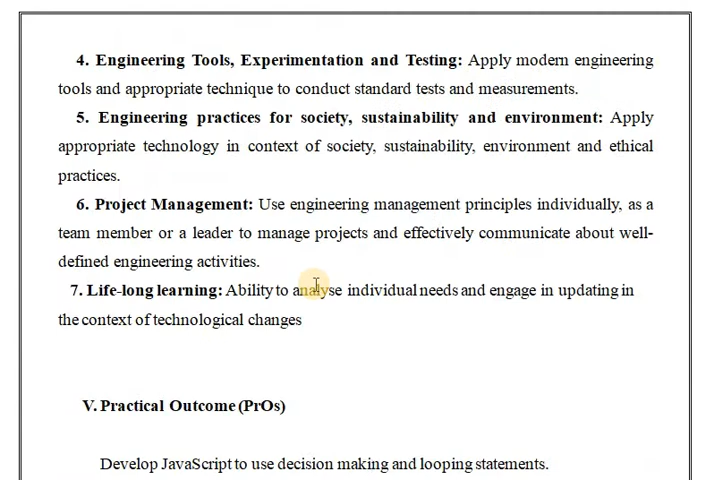 4. Engineering Tools, Experimentation and Testing: Apply modern engineering
tools and appropriate technique to conduct standard tests and measurements.
5. Engineering practices for society, sustainability and environment: Apply
appropriate technology in context of society, sustainability, environment and ethical
practices.
6. Project Management: Use engineering management principles individually, as a
team member or a leader to manage projects and effectively communicate about well-
defined engineering activities.
7. Life-long learning: Ability to analyse individual needs and engage in updating in
the context of technological changes
V. Practical Outcome (PrOs)
Develop JavaScript to use decision making and looping statements.